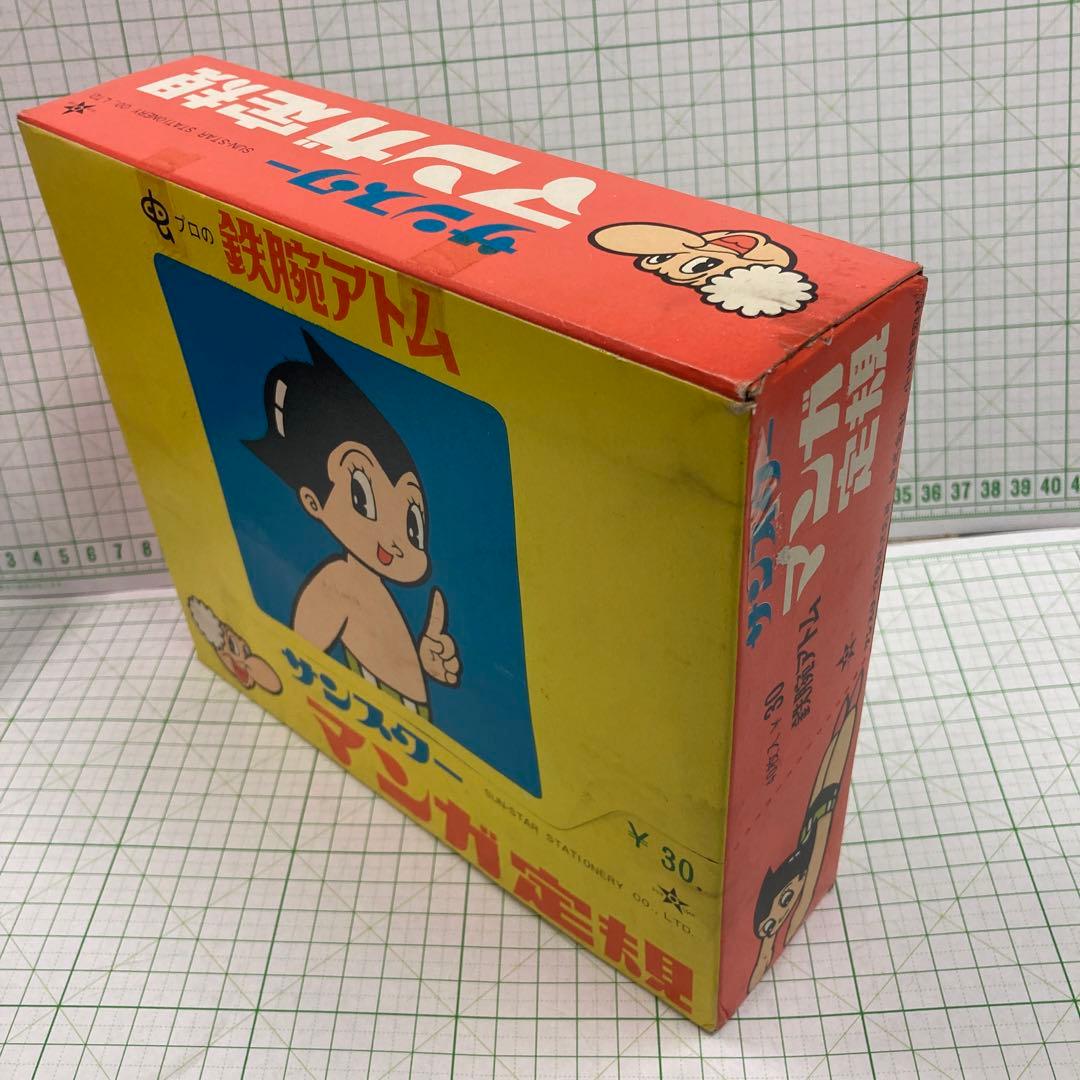 マンガ定規
サンスター
SUN-STAR STATIONERY CO., LTD.
プロの
鉄腕アトム
サンスター
マンガ定規
SUN-STAR STATIONERY CO., LTD.
¥30.
マンガ定規
サンスター
鉄腕アトム
¥30
3 4 5 6 7 8
35 36 37 38 39 40 4